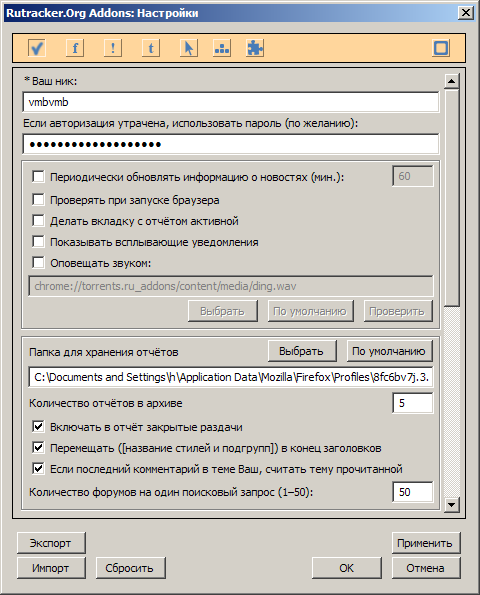 Rutracker.Org Addons: Настройки
f ! t
* Ваш ник:
vmbvmb
Если авторизация утрачена, использовать пароль (по желанию):
●●●●●●●●●●●●●●●●●●●
Периодически обновлять информацию о новостях (мин.): 60
Проверять при запуске браузера
Делать вкладку с отчётом активной
Показывать всплывающие уведомления
Оповещать звуком:
chrome://torrents.ru_addons/content/media/ding.wav
Выбрать По умолчанию Проверить
Папка для хранения отчётов Выбрать По умолчанию
C:\Documents and Settings\h\Application Data\Mozilla\Firefox\Profiles\8fc6bv7j.3.
Количество отчётов в архиве 5
Включать в отчёт закрытые раздачи
Перемещать ([название стилей и подгрупп]) в конец заголовков
Если последний комментарий в теме Ваш, считать тему прочитанной
Количество форумов на один поисковый запрос (1–50): 50
Экспорт Применить
Импорт Сбросить OK Отмена